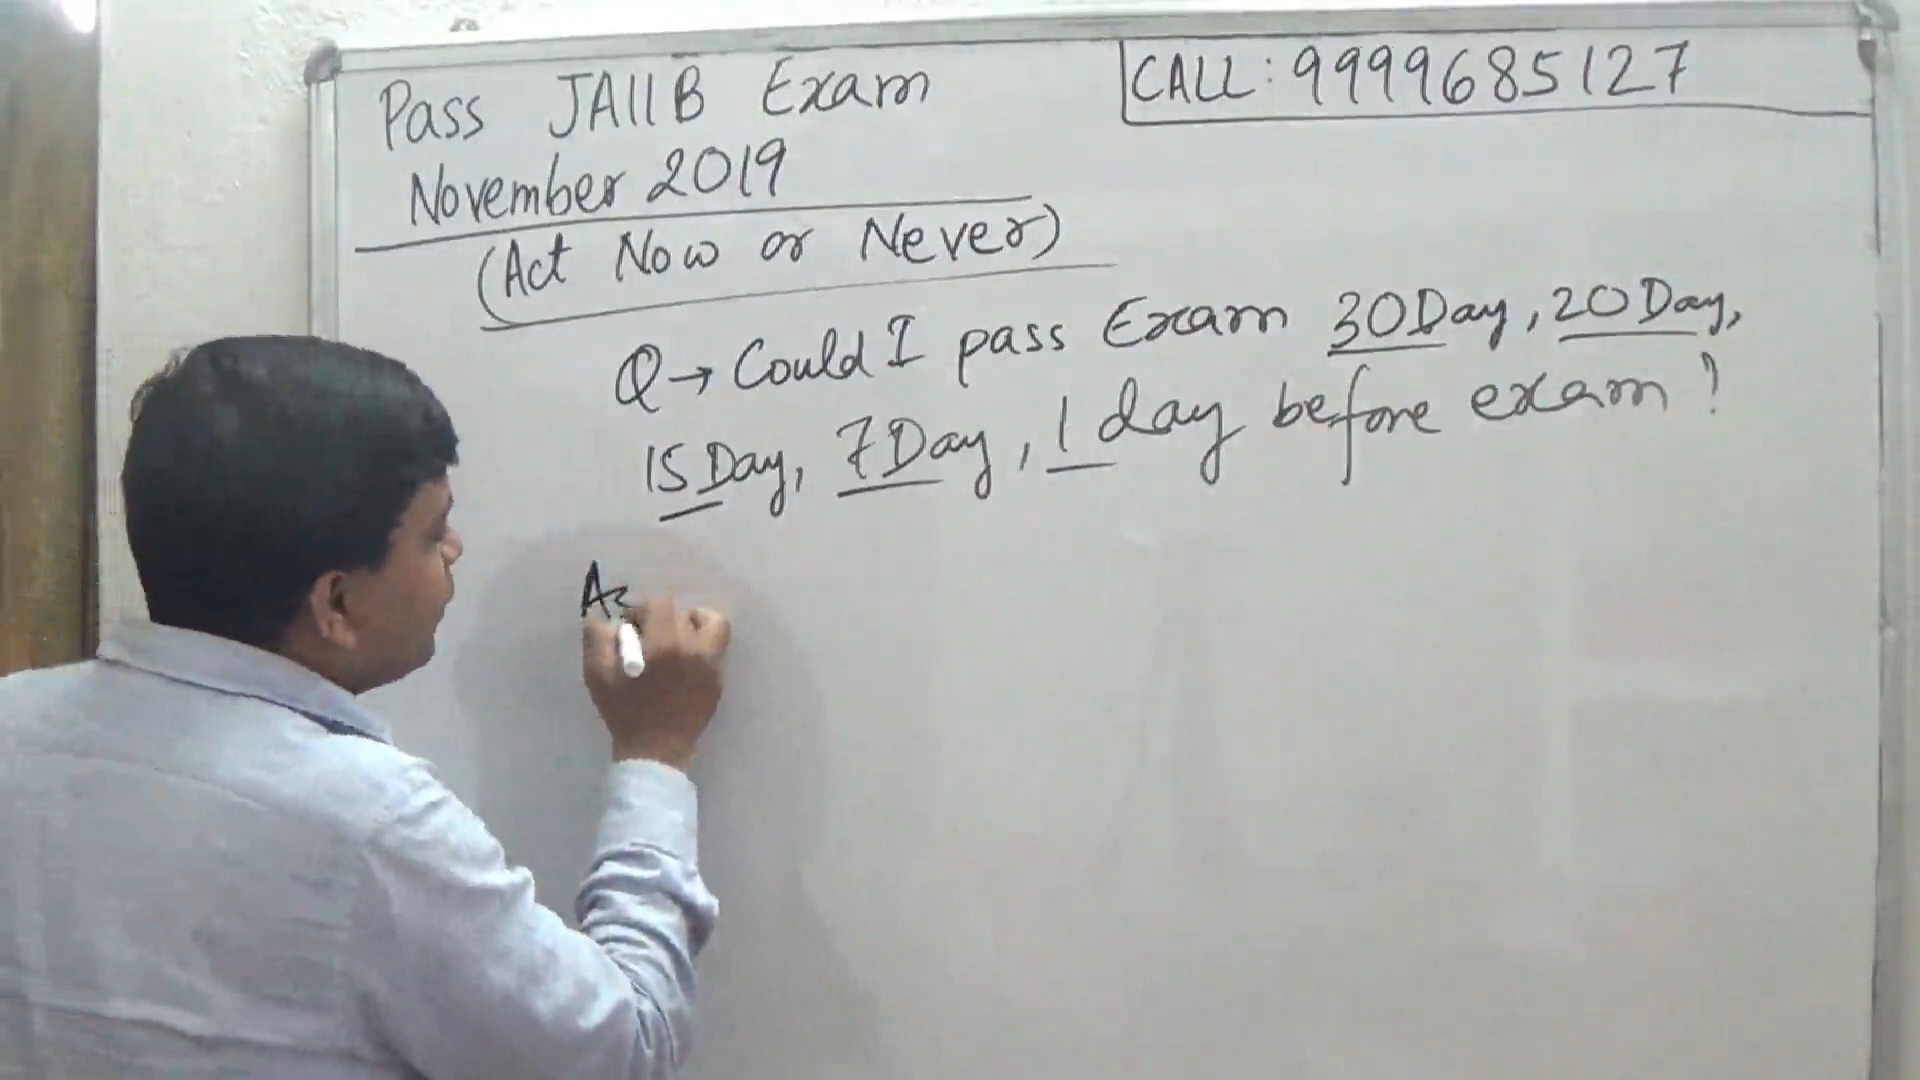 Pass JAIIB Exam
CALL: 9999685127
November 2019
(Act Now or Never)
Q → Could I pass Exam 30 Day, 20 Day,
15 Day, 7 Day, 1 day before exam?